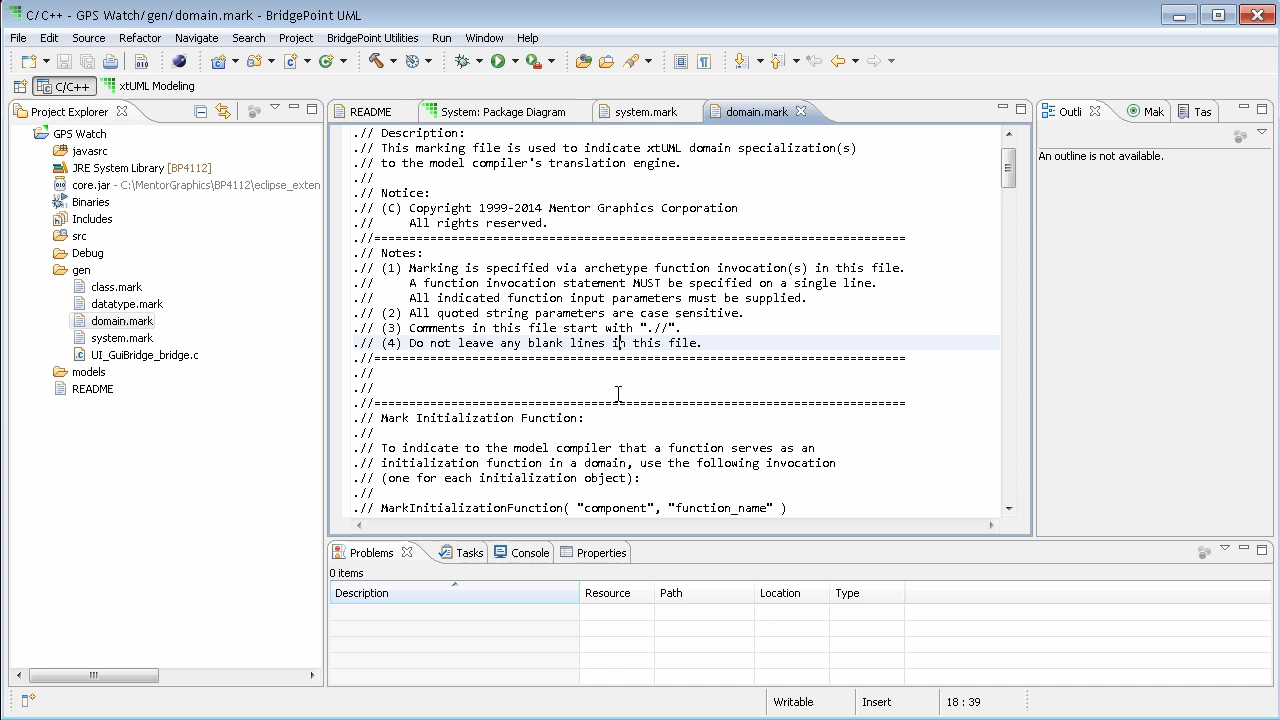 C/C++ - GPS Watch/gen/domain.mark - BridgePoint UML
File Edit Source Refactor Navigate Search Project BridgePoint Utilities Run Window Help
C/C++ xtUML Modeling
Project Explorer
GPS Watch
javasrc
JRE System Library [BP4112]
core.jar - C:\MentorGraphics\BP4112\eclipse_exten
Binaries
Includes
src
Debug
gen
class.mark
datatype.mark
domain.mark
system.mark
UI_GuiBridge_bridge.c
models
README
README System: Package Diagram system.mark domain.mark
.// Description:
.// This marking file is used to indicate xtUML domain specialization(s)
.// to the model compiler's translation engine.
.//
.// Notice:
.// (C) Copyright 1999-2014 Mentor Graphics Corporation
.//     All rights reserved.
.//============================================================================
.// Notes:
.// (1) Marking is specified via archetype function invocation(s) in this file.
.//     A function invocation statement MUST be specified on a single line.
.//     All indicated function input parameters must be supplied.
.// (2) All quoted string parameters are case sensitive.
.// (3) Comments in this file start with ".//".
.// (4) Do not leave any blank lines in this file.
.//============================================================================
.//
.//
.//============================================================================
.// Mark Initialization Function:
.//
.// To indicate to the model compiler that a function serves as an
.// initialization function in a domain, use the following invocation
.// (one for each initialization object):
.//
.// MarkInitializationFunction( "component", "function_name" )
Outli Mak Tas
An outline is not available.
Problems Tasks Console Properties
0 items
Description Resource Path Location Type
Writable Insert 18 : 39